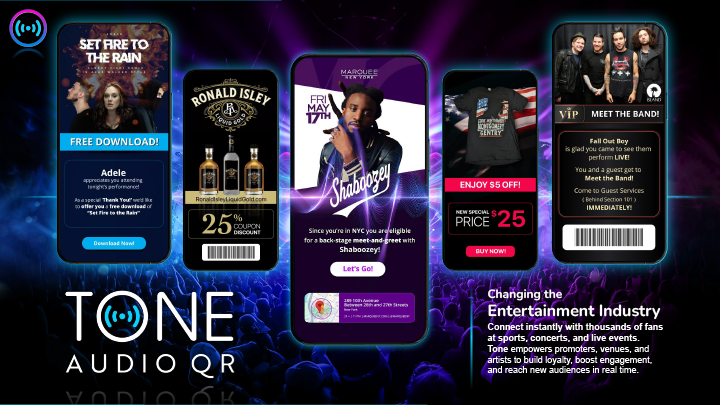 SET FIRE TO
THE RAIN
FREE DOWNLOAD!
Adele
appreciates you attending
tonight's performance!
As a special "Thank You" we'd like
to offer you a free download of
"Set Fire to the Rain"
Download Now!
RONALD ISLEY
LIQUID GOLD
RonaldIsleyLiquidGold.com
25%
COUPON
DISCOUNT
MARQUEE
NEW YORK
FRI
MAY
17TH
Shaboozey
Since you're in NYC you are eligible
for a back-stage meet-and-greet with
Shaboozey!
Let's Go!
289 10th Avenue
Between 26th and 27th Streets
New York
MONTGOMERY
GENTRY
ENJOY $5 OFF!
NEW SPECIAL
PRICE $25
BUY NOW!
BLAND
VIP MEET THE BAND!
Fall Out Boy
is glad you came to see them
perform LIVE!
You and a guest get to
Meet the Band!
Come to Guest Services
( Behind Section 101 )
IMMEDIATELY!
TONE
AUDIO QR
Changing the
Entertainment Industry
Connect instantly with thousands of fans
at sports, concerts, and live events.
Tone empowers promoters, venues, and
artists to build loyalty, boost engagement,
and reach new audiences in real time.